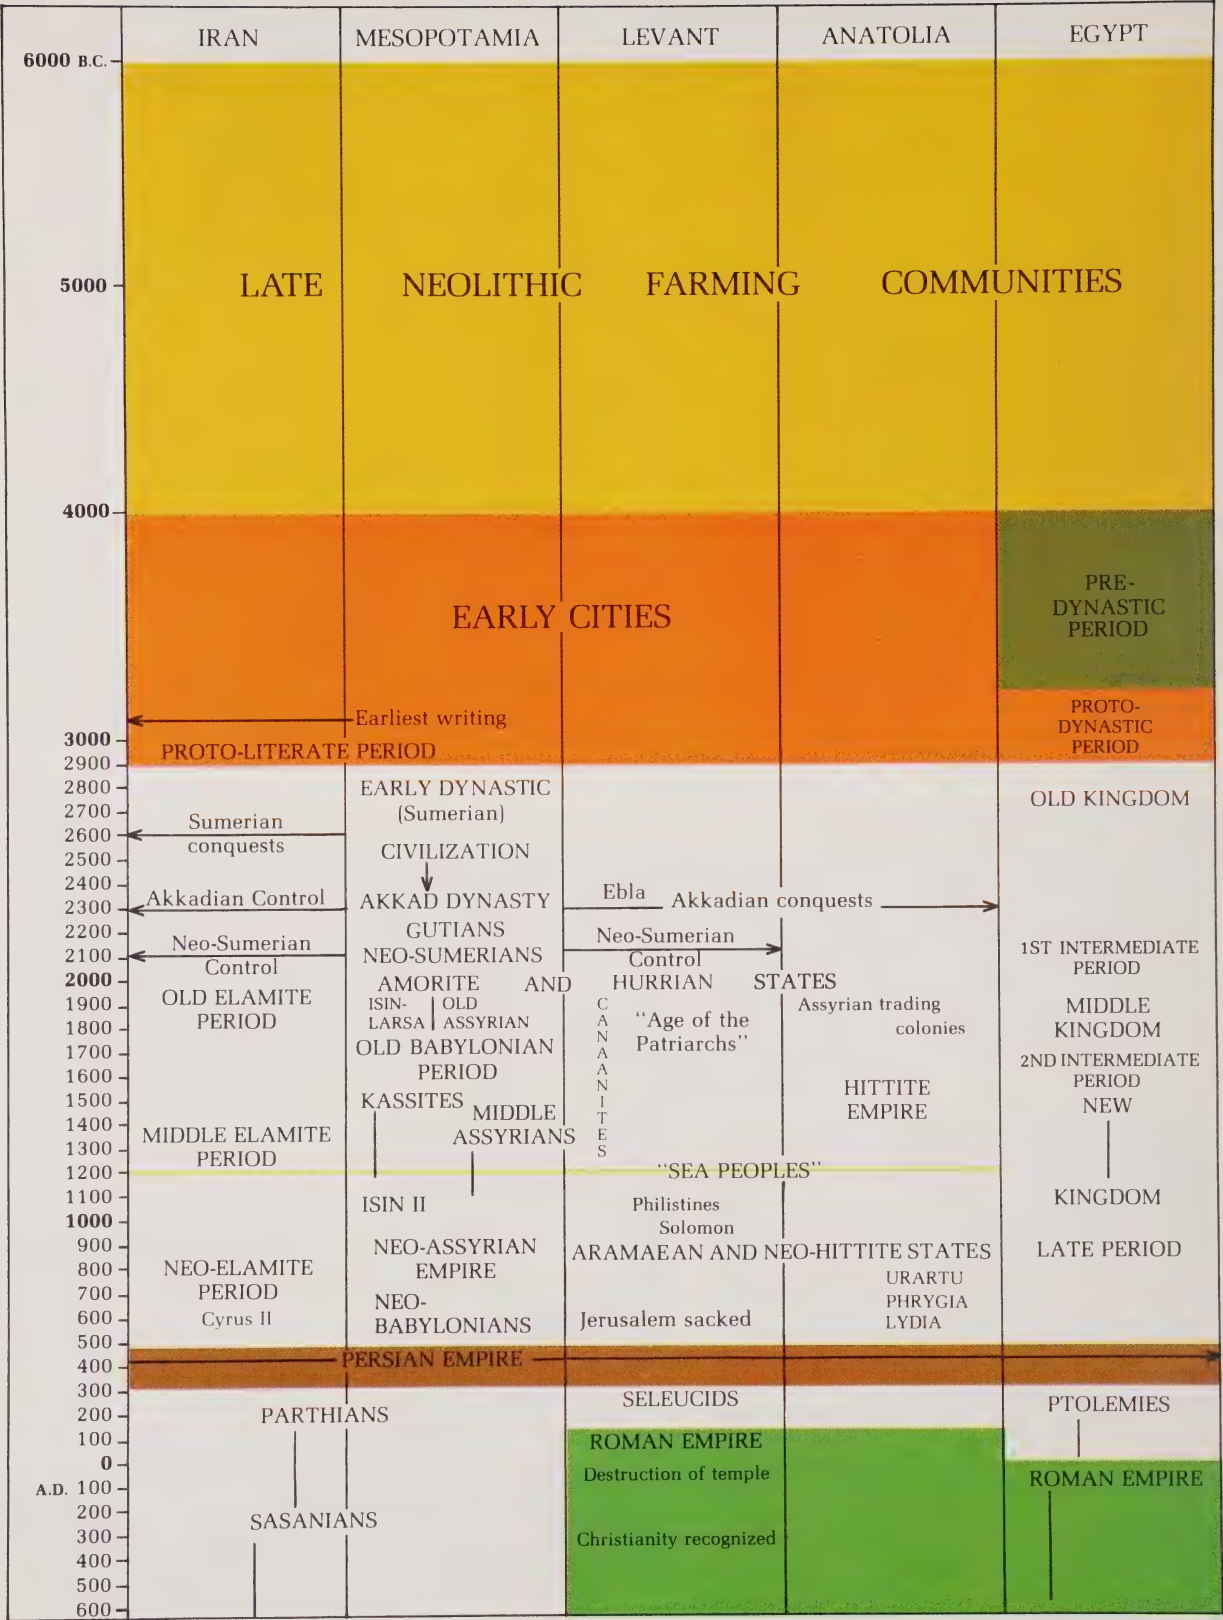 IRAN MESOPOTAMIA LEVANT ANATOLIA EGYPT
6000 B.C.
5000 LATE NEOLITHIC FARMING COMMUNITIES
4000
PRE-
DYNASTIC
PERIOD
EARLY CITIES
Earliest writing
PROTO-
DYNASTIC
PERIOD
3000
PROTO-LITERATE PERIOD
2900
2800 EARLY DYNASTIC
(Sumerian)
OLD KINGDOM
2700
Sumerian
2600
conquests
CIVILIZATION
2500
2400
Akkadian Control AKKAD DYNASTY Ebla Akkadian conquests
2300
2200 GUTIANS
Neo-Sumerian
Control
NEO-SUMERIANS
Neo-Sumerian
Control
1ST INTERMEDIATE
PERIOD
2100
2000 AMORITE AND HURRIAN STATES
1900 OLD ELAMITE
PERIOD
ISIN-
LARSA
OLD
ASSYRIAN
CANAANITES
"Age of the
Patriarchs"
Assyrian trading
colonies
MIDDLE
KINGDOM
1800
1700 OLD BABYLONIAN
PERIOD
2ND INTERMEDIATE
PERIOD
1600
HITTITE
EMPIRE
1500 KASSITES
MIDDLE
ASSYRIANS
NEW
1400
1300 MIDDLE ELAMITE
PERIOD
1200 "SEA PEOPLES"
1100 ISIN II Philistines KINGDOM
1000 Solomon
900 NEO-ASSYRIAN
EMPIRE
ARAMAEAN AND NEO-HITTITE STATES LATE PERIOD
800 NEO-ELAMITE
PERIOD
URARTU
700 NEO-
BABYLONIANS
PHRYGIA
600 Cyrus II Jerusalem sacked LYDIA
500
PERSIAN EMPIRE
400
300 SELEUCIDS PTOLEMIES
200 PARTHIANS
100 ROMAN EMPIRE
0
Destruction of temple ROMAN EMPIRE
A.D. 100
200 SASANIANS
300 Christianity recognized
400
500
600